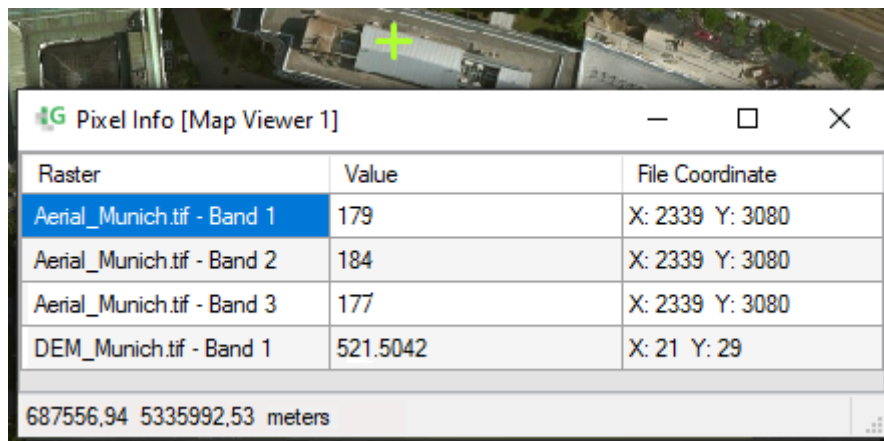 G Pixel Info [Map Viewer 1]
Raster Value File Coordinate
Aerial_Munich.tif - Band 1 179 X: 2339 Y: 3080
Aerial_Munich.tif - Band 2 184 X: 2339 Y: 3080
Aerial_Munich.tif - Band 3 177 X: 2339 Y: 3080
DEM_Munich.tif - Band 1 521.5042 X: 21 Y: 29
687556,94 5335992,53 meters